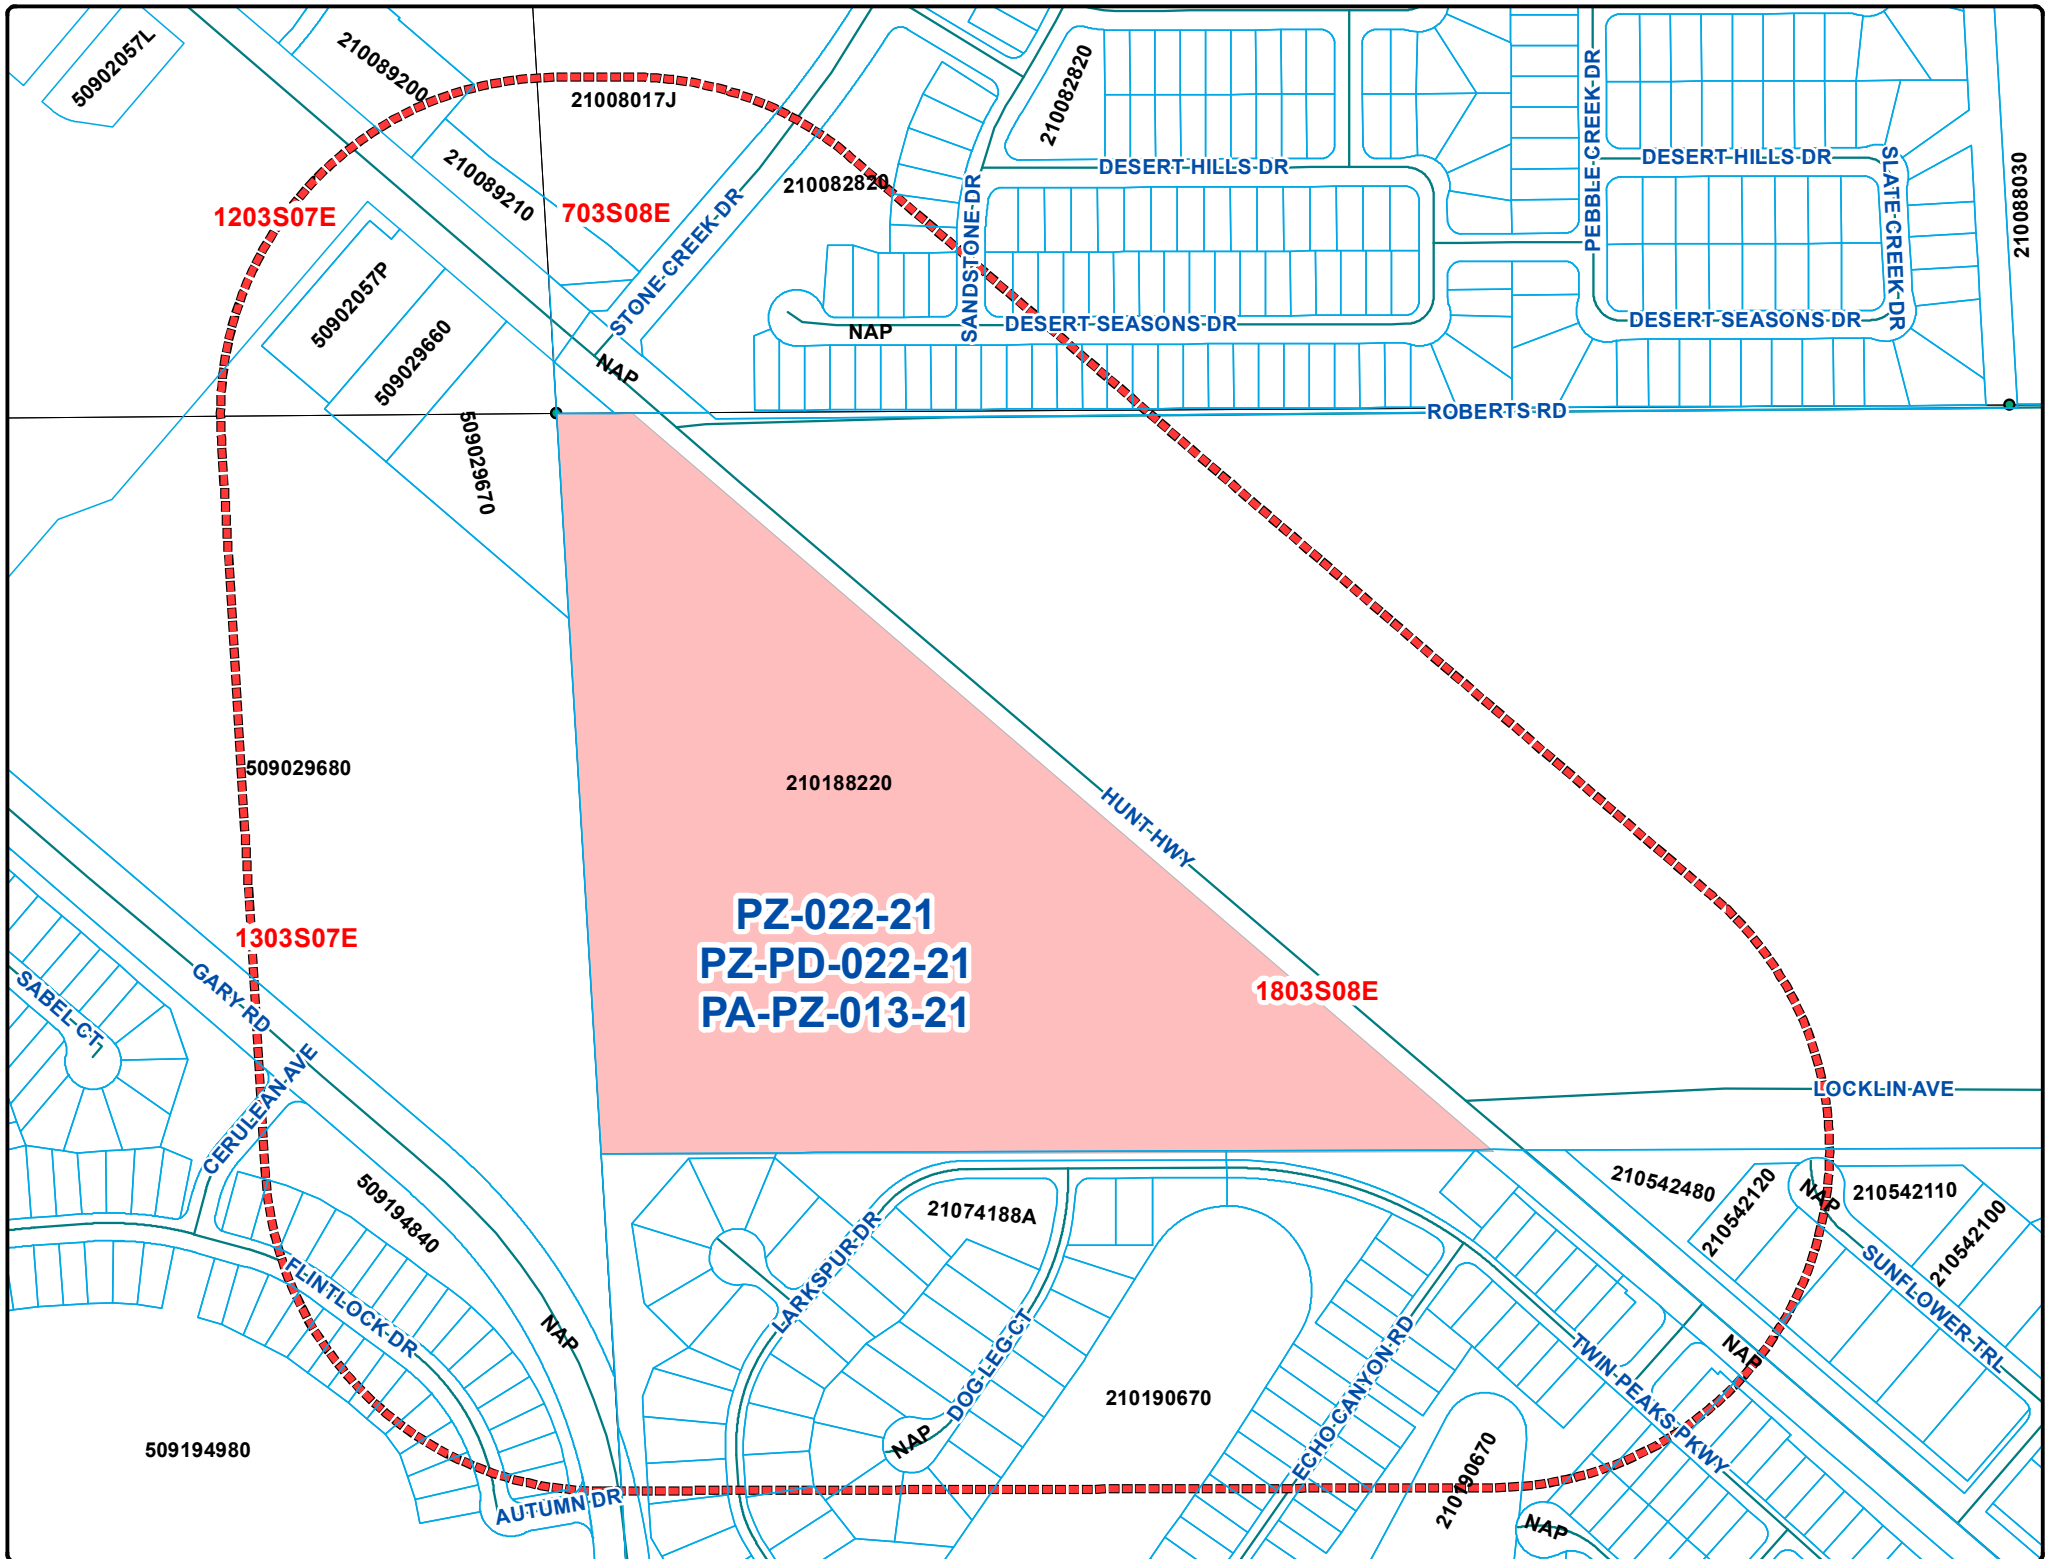 50902057L
210089200
21008017J
210082820
210089210
210082820
703S08E
1203S07E
STONE-CREEK-DR
SANDSTONE-DR
DESERT-HILLS-DR
PEBBLE-CREEK-DR
DESERT-HILLS-DR
SLATE-CREEK-DR
210088030
50902057P
509029660
509029670
NAP
NAP
DESERT-SEASONS-DR
DESERT-SEASONS-DR
ROBERTS-RD
509029680
210188220
HUNT-HWY
PZ-022-21
PZ-PD-022-21
PA-PZ-013-21
1303S07E
1803S08E
SABEL-CT
GARY-RD
CERULEAN-AVE
LOCKLIN-AVE
509194840
FLINTLOCK-DR
NAP
LARKSPUR-DR
21074188A
DOG-LEG-CT
NAP
210190670
ECHO-CANYON-RD
TWIN-PEAKS-PKWY
210542480
210542120
NAP
210542110
210542100
SUNFLOWER-TRL
NAP
509194980
AUTUMN-DR
210190670
NAP